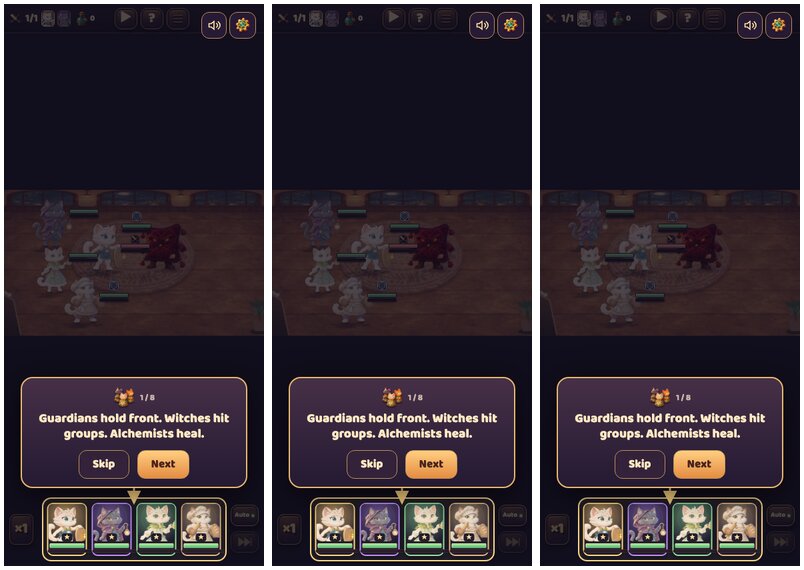 1/1 0 ?
1/8
Guardians hold front. Witches hit
groups. Alchemists heal.
Skip Next
x1 Auto
1/1 0 ?
1/8
Guardians hold front. Witches hit
groups. Alchemists heal.
Skip Next
x1 Auto
1/1 0 ?
1/8
Guardians hold front. Witches hit
groups. Alchemists heal.
Skip Next
x1 Auto